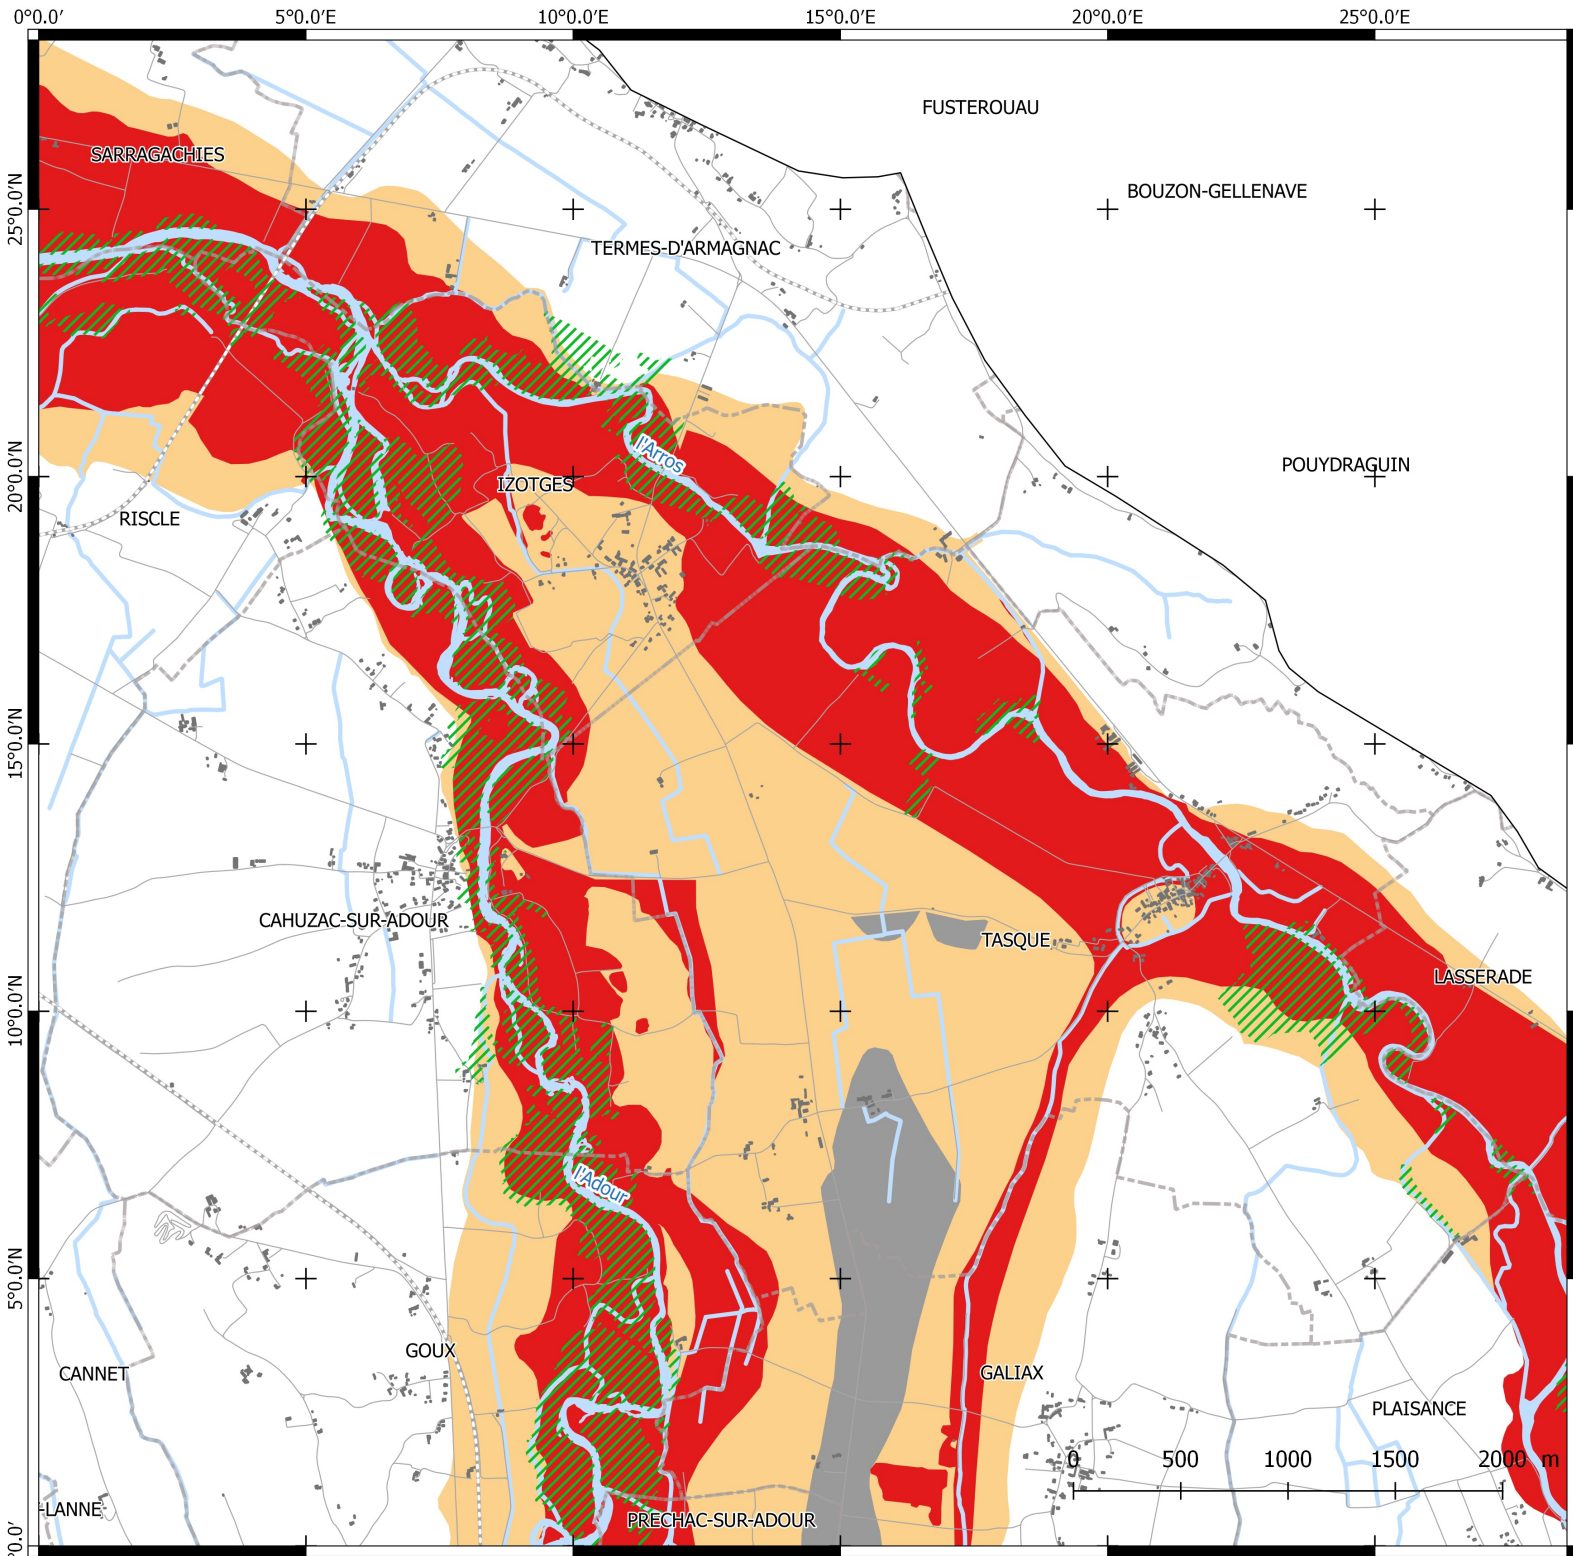 0°0.0'E 5°0.0'E 10°0.0'E 15°0.0'E 20°0.0'E 25°0.0'E
FUSTEROUAU
SARRAGACHIES
BOUZON-GELLENAVE
25°0.0'N
TERMES-D'ARMAGNAC
l'Arros
POUYDRAGUIN
20°0.0'N
IZOTGES
RISCLE
15°0.0'N
CAHUZAC-SUR-ADOUR
TASQUE
LASSERADE
10°0.0'N
l'Adour
5°0.0'N
GOUX
CANNET
GALIAX
PLAISANCE
0 500 1000 1500 2000 m
-LANNE-
PRECHAC-SUR-ADOUR
0°0.0'